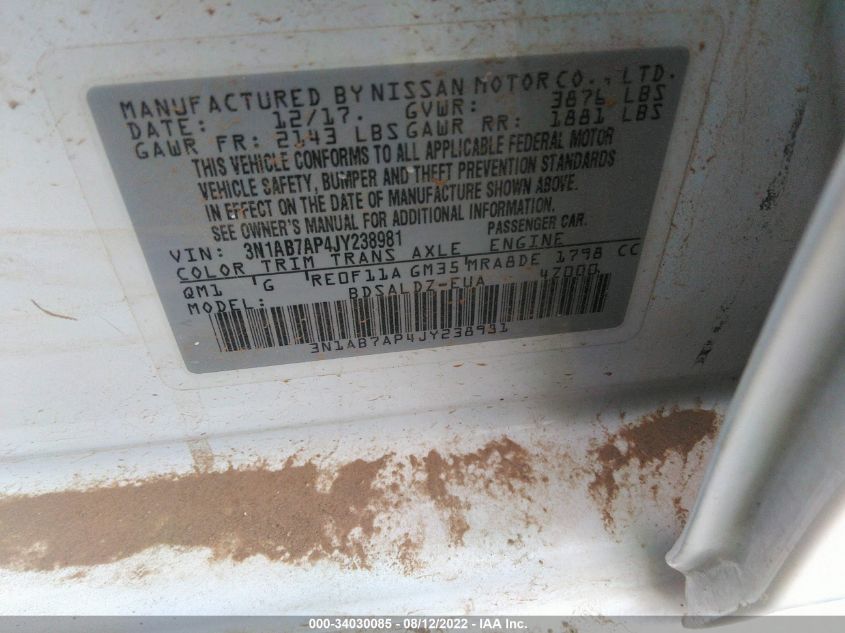 MANUFACTURED BY NISSAN MOTOR CO., LTD.
DATE: 12/17. GVWR: 3876 LBS
GAWR FR: 2143 LBS GAWR RR: 1881 LBS
THIS VEHICLE CONFORMS TO ALL APPLICABLE FEDERAL MOTOR
VEHICLE SAFETY, BUMPER AND THEFT PREVENTION STANDARDS
IN EFFECT ON THE DATE OF MANUFACTURE SHOWN ABOVE.
SEE OWNER'S MANUAL FOR ADDITIONAL INFORMATION.
VIN: 3N1AB7AP4JY238981 PASSENGER CAR.
COLOR TRIM TRANS AXLE ENGINE
QM1 G RE0F11A GM35 MRA8DE 1798 CC
MODEL: BDSALDZ-EUA 47000
3N1AB7AP4JY238981
000-34030085 - 08/12/2022 - IAA Inc.